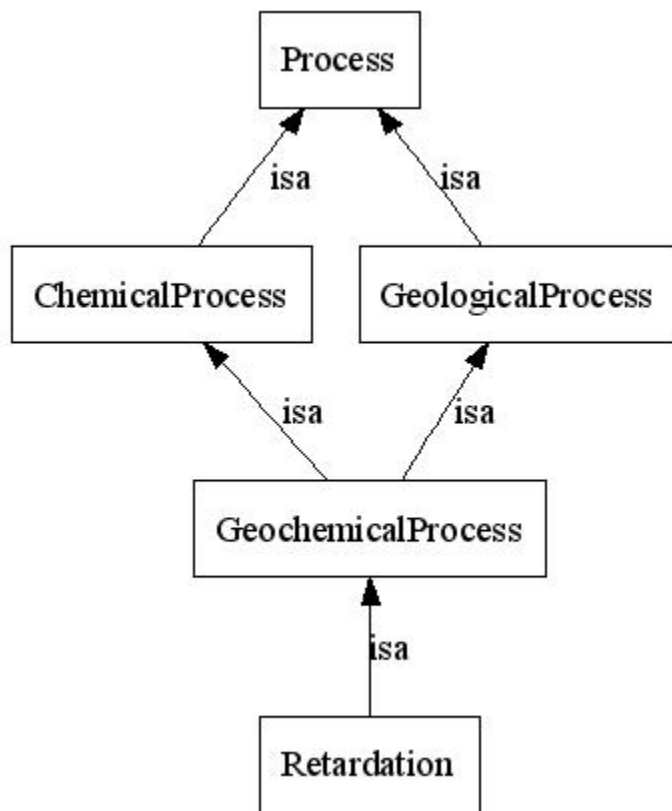 Process
isa
isa
ChemicalProcess
GeologicalProcess
isa
isa
GeochemicalProcess
isa
Retardation